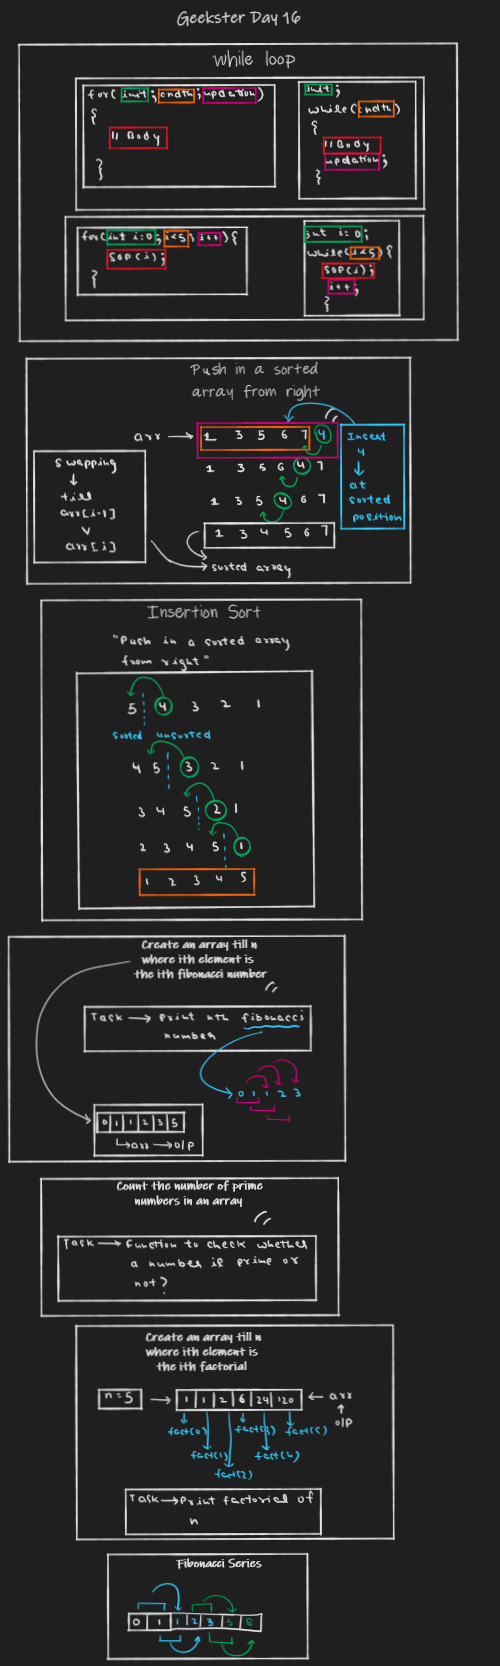 Geekster Day 16
While loop
for( init ; cndtn ; updation)
{
// Body
}
init ;
while(cndtn)
{
// Body
updation ;
}
for(int i=0; i<5; i++){
SOP(i);
}
int i=0;
while(i<5){
SOP(i);
i++;
}
Push in a sorted
array from right
arr → 1 3 5 6 7 4
1 3 5 6 4 7
1 3 5 4 6 7
1 3 4 5 6 7
sorted array
Insert
4
↓
at
sorted
position
Swapping
↓
till
arr[i-1]
v
arr[i]
Insertion Sort
"Push in a sorted array
from right"
5 4 3 2 1
Sorted unsorted
4 5 3 2 1
3 4 5 2 1
2 3 4 5 1
1 2 3 4 5
Create an array till n
where ith element is
the ith fibonacci number
Task → Print nth fibonacci
number
0 1 1 2 3
0 1 1 2 3 5
arr → O/P
Count the number of prime
numbers in an array
Task → Function to check whether
a number is prime or
not?
Create an array till n
where ith element is
the ith factorial
n=5 → 1 1 2 6 24 120 ← arr
↑
O/P
fact(0) fact(3) fact(5)
fact(1) fact(4)
fact(2)
Task → Print factorial of
n
Fibonacci Series
0 1 1 2 3 5 8